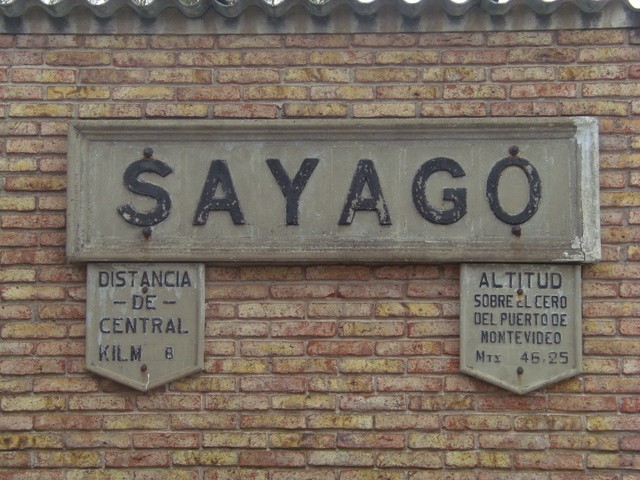 SAYAGO
DISTANCIA
- DE -
CENTRAL
KILM 8
ALTITUD
SOBRE EL CERO
DEL PUERTO DE
MONTEVIDEO
MTS 46.25